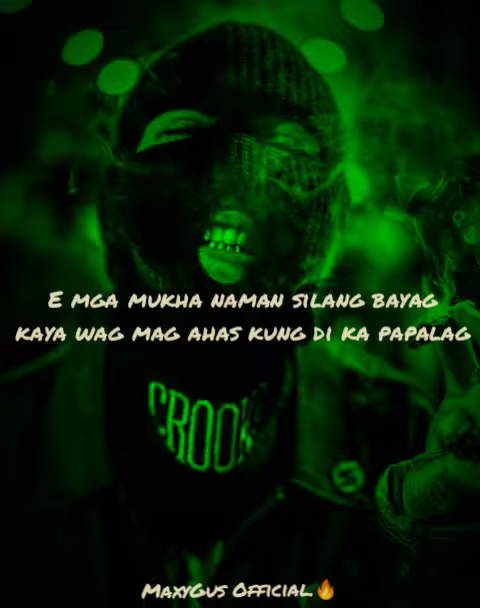 E mga mukha naman silang bayag
kaya wag mag ahas kung di ka papalag
CROOK
MaxyGus Official🔥